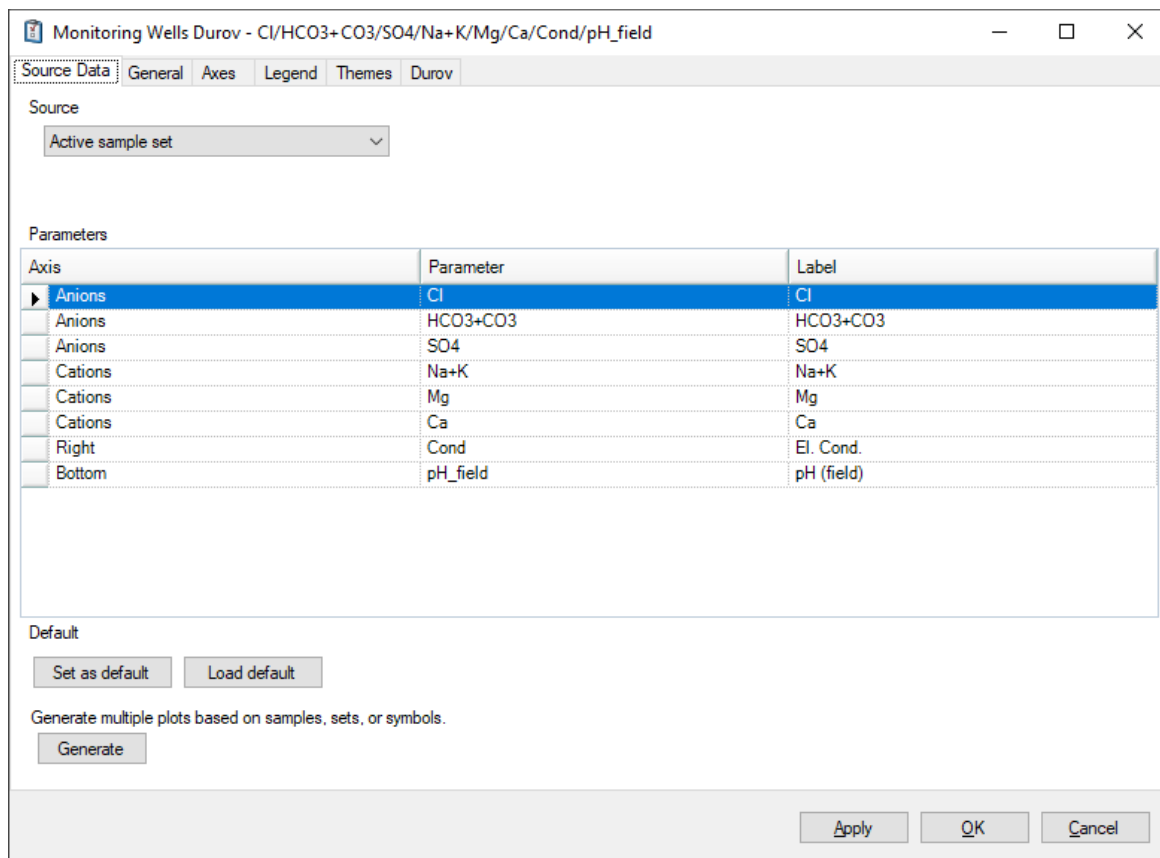 Monitoring Wells Durov - Cl/HCO3+CO3/SO4/Na+K/Mg/Ca/Cond/pH_field
Source Data General Axes Legend Themes Durov
Source
Active sample set
Parameters
Axis Parameter Label
Anions Cl Cl
Anions HCO3+CO3 HCO3+CO3
Anions SO4 SO4
Cations Na+K Na+K
Cations Mg Mg
Cations Ca Ca
Right Cond El. Cond.
Bottom pH_field pH (field)
Default
Set as default Load default
Generate multiple plots based on samples, sets, or symbols.
Generate
Apply OK Cancel